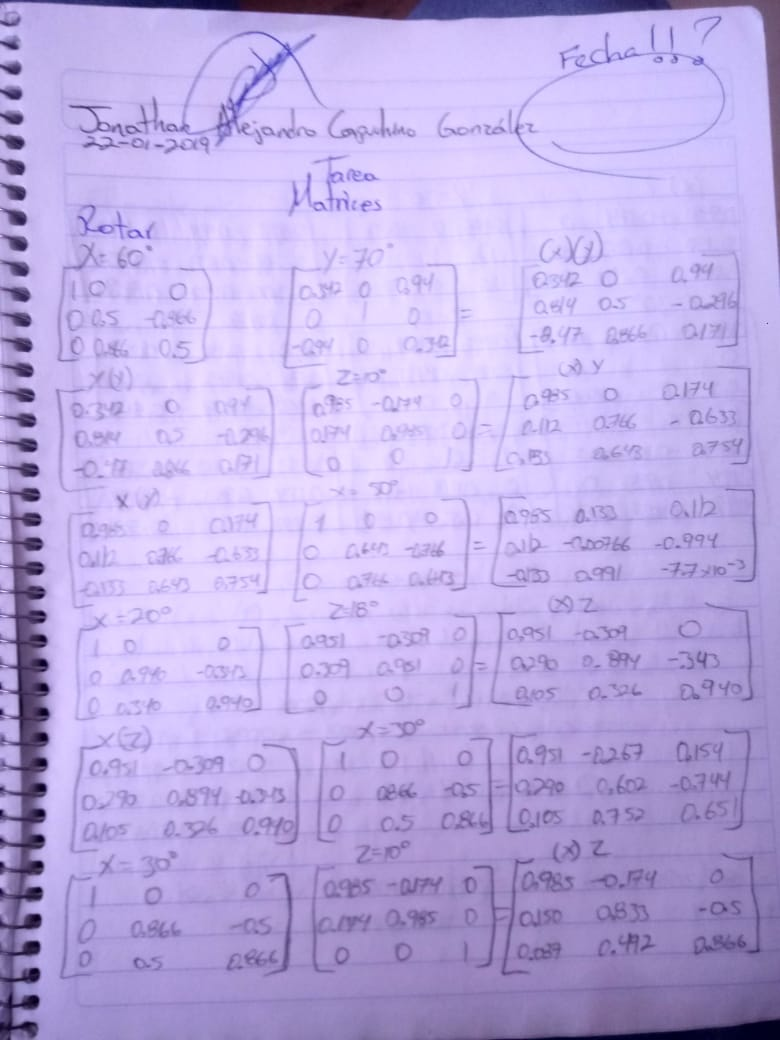 Fecha!!!?
Jonathan Alejandro González
22-01-2019
Tarea
Matrices
Rotar
X=60° Y=70° (x)(y)
1 0 0 0.342 0 0.94 0.342 0 0.94
0 0.5 -0.866 0 1 0 = 0.814 0.5 -0.296
0 0.866 0.5 -0.94 0 0.342 -0.47 0.866 0.171
X(Y) Z=10° (x) Y
0.342 0 0.94 0.985 -0.174 0 0.985 0 0.174
0.814 0.5 -0.296 0.174 0.985 0 = 0.112 0.766 -0.633
-0.47 0.866 0.171 0 0 1 0.133 0.643 0.754
X (Y) X=50°
0.985 0 0.174 1 0 0 0.985 0.133 0.112
0.112 0.766 -0.633 0 0.643 -0.766 = 0.112 -0.00766 -0.994
-0.133 0.643 0.754 0 0.766 0.643 -0.133 0.991 -7.7x10-3
X=20° Z=18° (x) Z
1 0 0 0.951 -0.309 0 0.951 -0.309 0
0 0.940 -0.343 0.309 0.951 0 = 0.290 0.894 -.343
0 0.340 0.940 0 0 1 0.105 0.326 0.940
X(Z) X=30°
0.951 -0.309 0 1 0 0 0.951 -0.267 0.154
0.290 0.894 -0.343 0 0.866 -0.5 = 0.290 0.602 -0.744
0.105 0.326 0.940 0 0.5 0.866 0.105 0.752 0.651
X=30° Z=10° (x) Z
1 0 0 0.985 -0.174 0 0.985 -0.174 0
0 0.866 -0.5 0.174 0.985 0 = 0.150 0.853 -0.5
0 0.5 0.866 0 0 1 0.087 0.492 0.866